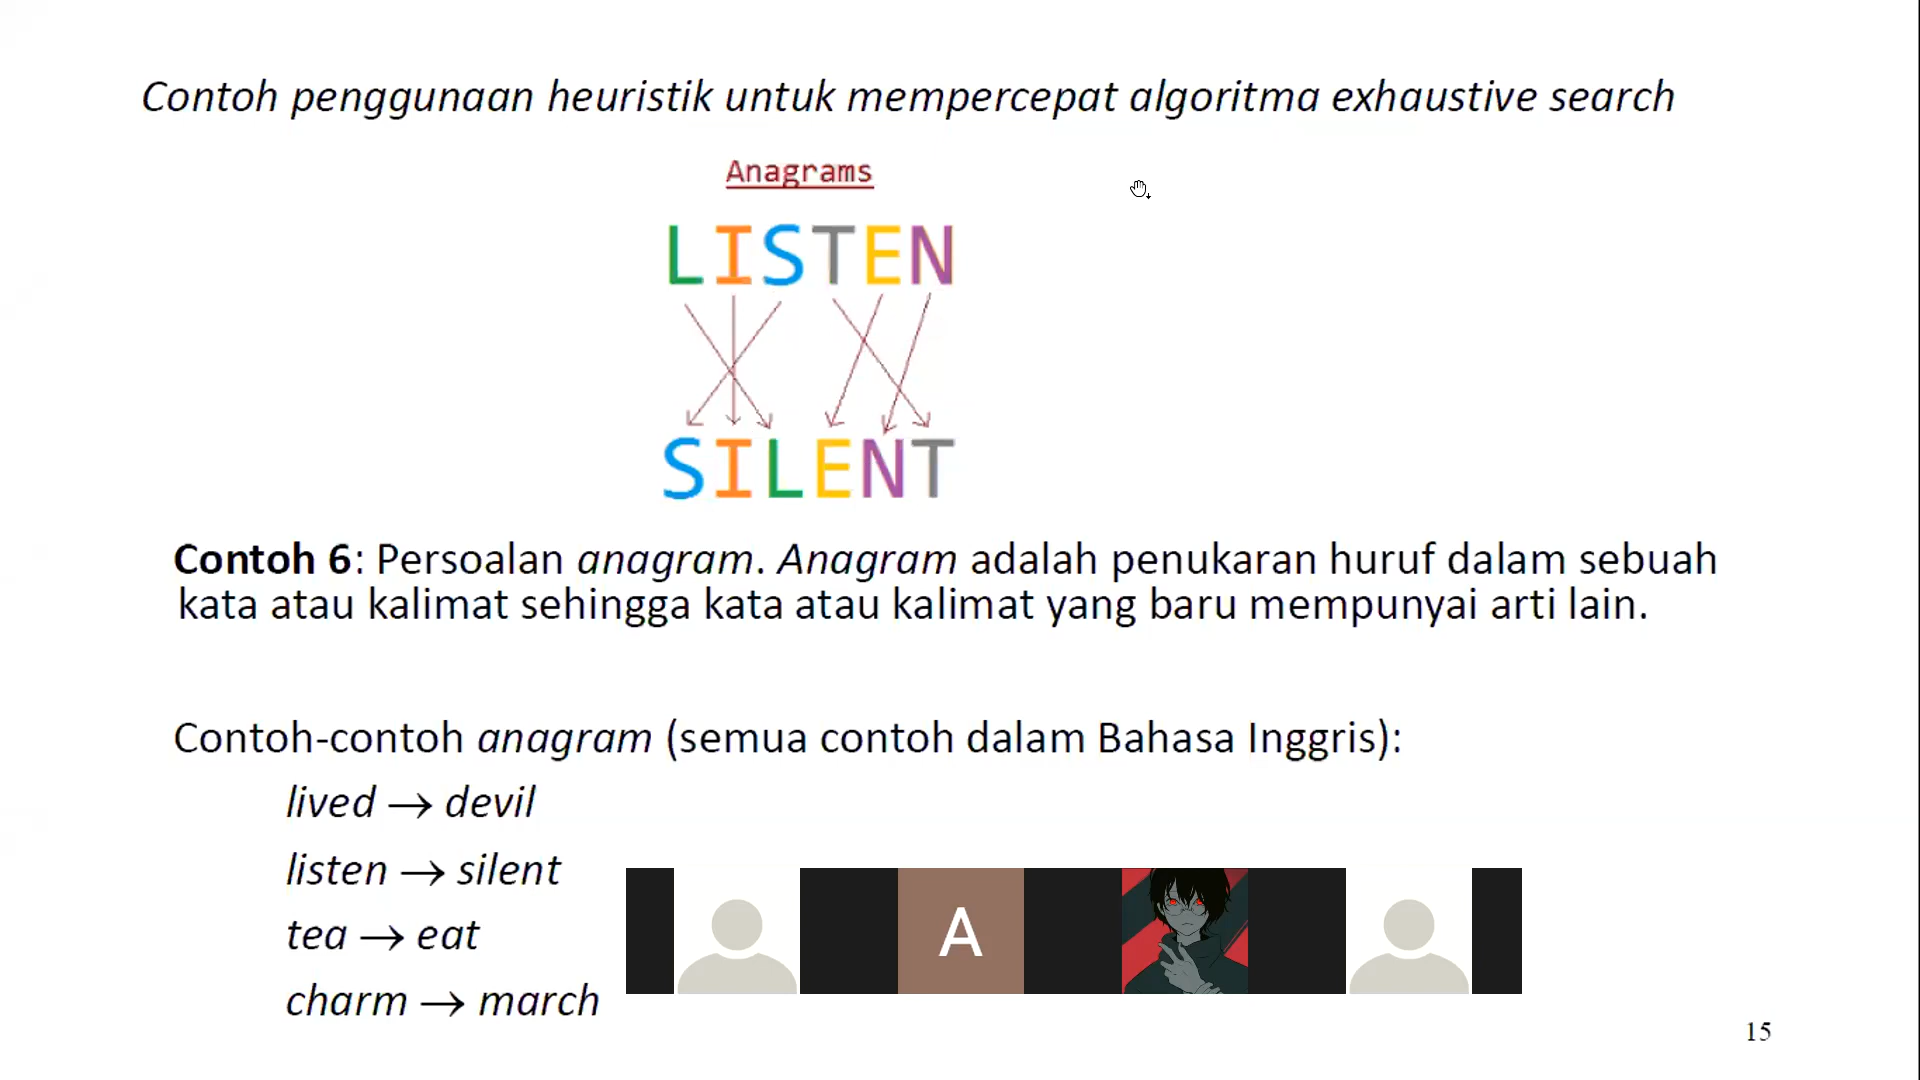 Contoh penggunaan heuristik untuk mempercepat algoritma exhaustive search
Anagrams
LISTEN
SILENT
Contoh 6: Persoalan anagram. Anagram adalah penukaran huruf dalam sebuah
kata atau kalimat sehingga kata atau kalimat yang baru mempunyai arti lain.
Contoh-contoh anagram (semua contoh dalam Bahasa Inggris):
lived → devil
listen → silent
tea → eat
charm → march
A
15